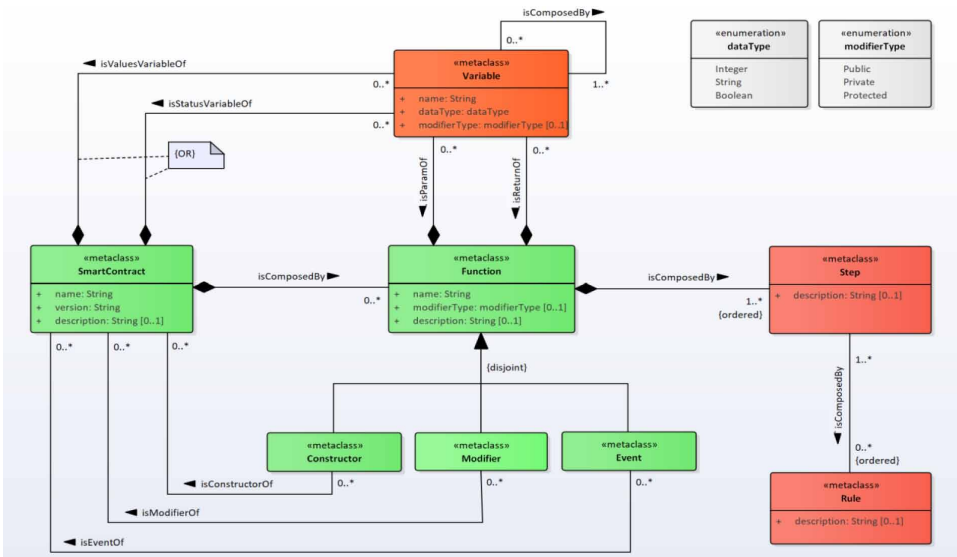 isComposedBy ►
0..*
1..*
«metaclass»
Variable
+ name: String
+ dataType: dataType
+ modifierType: modifierType [0..1]
«enumeration»
dataType
Integer
String
Boolean
«enumeration»
modifierType
Public
Private
Protected
◄ isValuesVariableOf
0..*
◄ isStatusVariableOf
0..*
{OR}
0..*
0..*
isParamOf
isReturnOf
«metaclass»
SmartContract
+ name: String
+ version: String
+ description: String [0..1]
isComposedBy ►
0..*
«metaclass»
Function
+ name: String
+ modifierType: modifierType [0..1]
+ description: String [0..1]
isComposedBy ►
1..*
{ordered}
«metaclass»
Step
+ description: String [0..1]
0..*
0..*
0..*
1..*
{disjoint}
isComposedBy
0..*
{ordered}
«metaclass»
Constructor
«metaclass»
Modifier
«metaclass»
Event
◄ isConstructorOf
0..*
0..*
0..*
◄ isModifierOf
◄ isEventOf
«metaclass»
Rule
+ description: String [0..1]